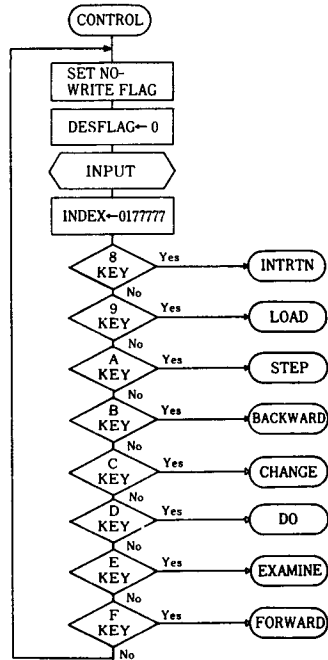 CONTROL
SET NO-
WRITE FLAG
DESFLAG←0
INPUT
INDEX←0177777
8
KEY
Yes
INTRTN
No
9
KEY
Yes
LOAD
No
A
KEY
Yes
STEP
No
B
KEY
Yes
BACKWARD
No
C
KEY
Yes
CHANGE
No
D
KEY
Yes
DO
No
E
KEY
Yes
EXAMINE
No
F
KEY
Yes
FORWARD
No